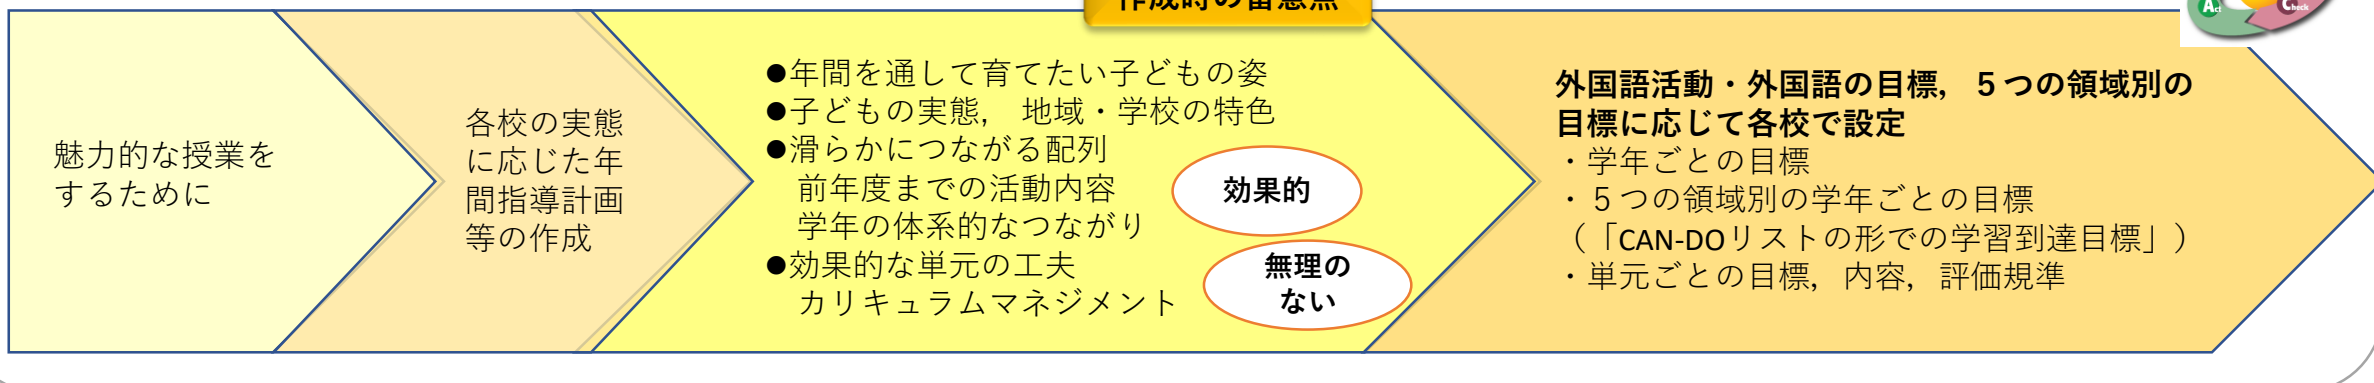 作成時の留意点
Act
Check
魅力的な授業を
するために
各校の実態
に応じた年
間指導計画
等の作成
●年間を通して育てたい子どもの姿
●子どもの実態， 地域・学校の特色
●滑らかにつながる配列
前年度までの活動内容
学年の体系的なつながり
●効果的な単元の工夫
カリキュラムマネジメント
効果的
無理の
ない
外国語活動・外国語の目標， ５つの領域別の
目標に応じて各校で設定
・学年ごとの目標
・５つの領域別の学年ごとの目標
（「CAN-DOリストの形での学習到達目標」）
・単元ごとの目標，内容，評価規準